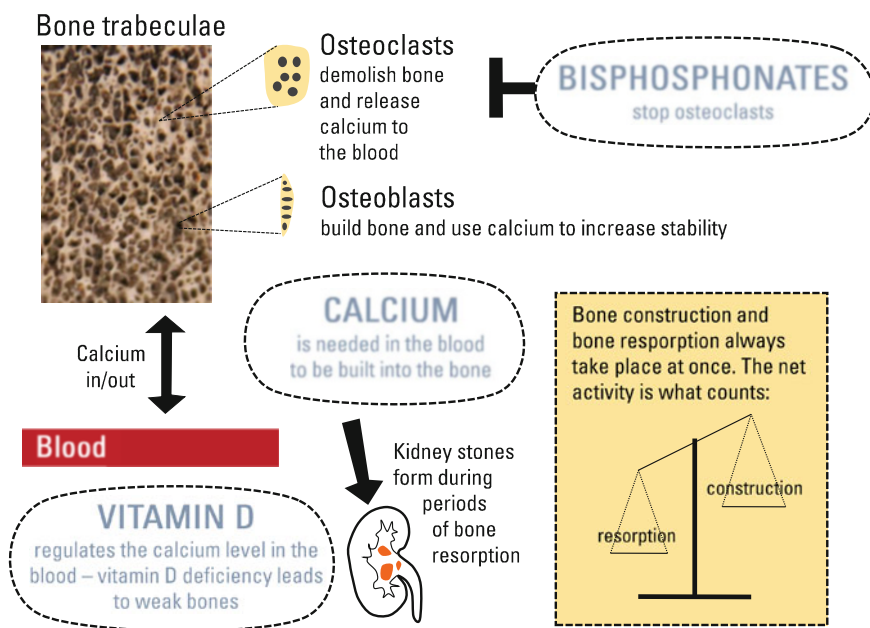 Bone trabeculae
Osteoclasts
demolish bone
and release
calcium to
the blood
BISPHOSPHONATES
stop osteoclasts
Osteoblasts
build bone and use calcium to increase stability
CALCIUM
is needed in the blood
to be built into the bone
Calcium
in/out
Blood
Kidney stones
form during
periods
of bone
resorption
VITAMIN D
regulates the calcium level in the
blood – vitamin D deficiency leads
to weak bones
Bone construction and
bone resporption always
take place at once. The net
activity is what counts:
construction
resorption